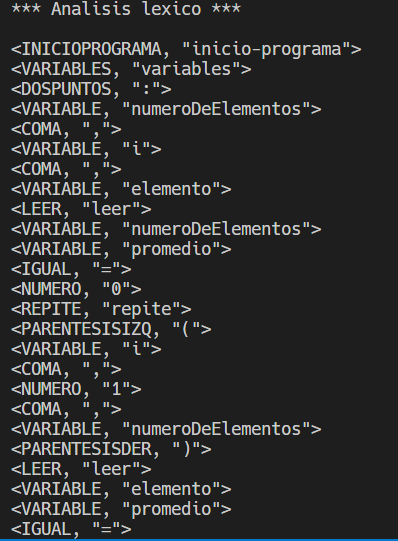 *** Analisis lexico ***
<INICIOPROGRAMA, "inicio-programa">
<VARIABLES, "variables">
<DOSPUNTOS, ":">
<VARIABLE, "numeroDeElementos">
<COMA, ",">
<VARIABLE, "i">
<COMA, ",">
<VARIABLE, "elemento">
<LEER, "leer">
<VARIABLE, "numeroDeElementos">
<VARIABLE, "promedio">
<IGUAL, "=">
<NUMERO, "0">
<REPITE, "repite">
<PARENTESISIZQ, "(">
<VARIABLE, "i">
<COMA, ",">
<NUMERO, "1">
<COMA, ",">
<VARIABLE, "numeroDeElementos">
<PARENTESISDER, ")">
<LEER, "leer">
<VARIABLE, "elemento">
<VARIABLE, "promedio">
<IGUAL, "=">